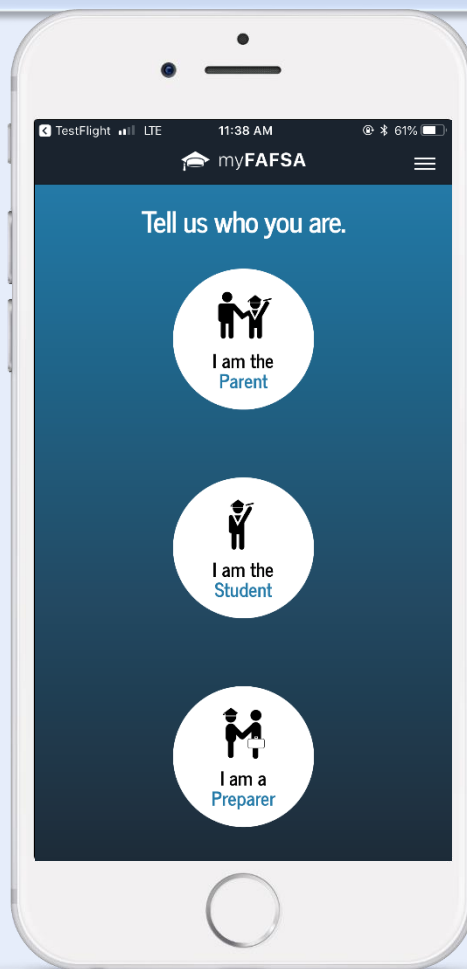 TestFlight LTE 11:38 AM 61%
myFAFSA
Tell us who you are.
I am the
Parent
I am the
Student
I am a
Preparer